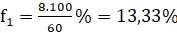 f₁ = 8.100/60 % = 13,33%